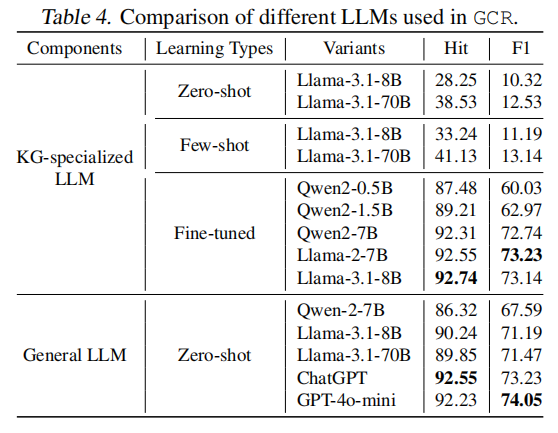 Table 4. Comparison of different LLMs used in GCR.
Components Learning Types Variants Hit F1
KG-specialized LLM
Zero-shot
Llama-3.1-8B 28.25 10.32
Llama-3.1-70B 38.53 12.53
Few-shot
Llama-3.1-8B 33.24 11.19
Llama-3.1-70B 41.13 13.14
Fine-tuned
Qwen2-0.5B 87.48 60.03
Qwen2-1.5B 89.21 62.97
Qwen2-7B 92.31 72.74
Llama-2-7B 92.55 73.23
Llama-3.1-8B 92.74 73.14
General LLM
Zero-shot
Qwen-2-7B 86.32 67.59
Llama-3.1-8B 90.24 71.19
Llama-3.1-70B 89.85 71.47
ChatGPT 92.55 73.23
GPT-4o-mini 92.23 74.05